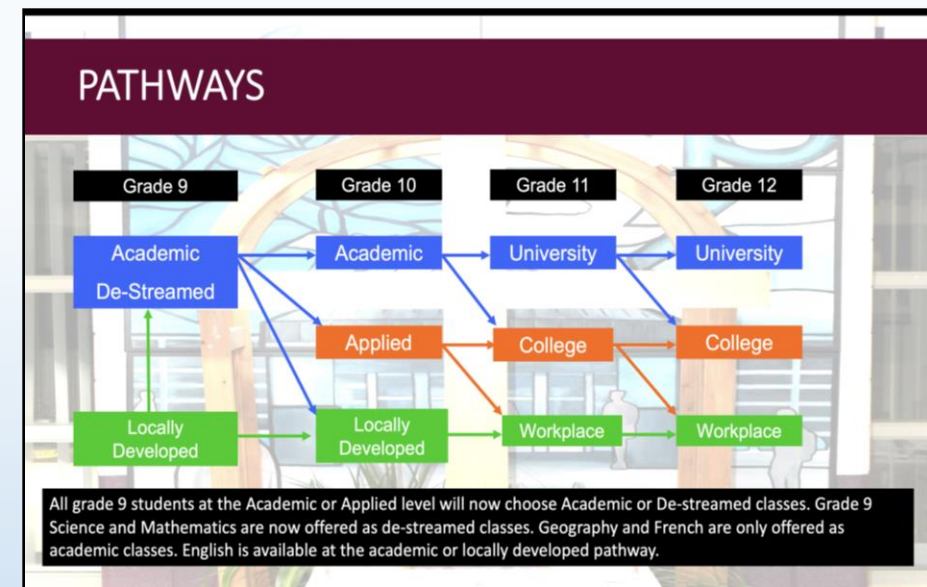 PATHWAYS
Grade 9
Grade 10
Grade 11
Grade 12
Academic
De-Streamed
Academic
University
University
Applied
College
College
Locally
Developed
Locally
Developed
Workplace
Workplace
All grade 9 students at the Academic or Applied level will now choose Academic or De-streamed classes. Grade 9
Science and Mathematics are now offered as de-streamed classes. Geography and French are only offered as
academic classes. English is available at the academic or locally developed pathway.